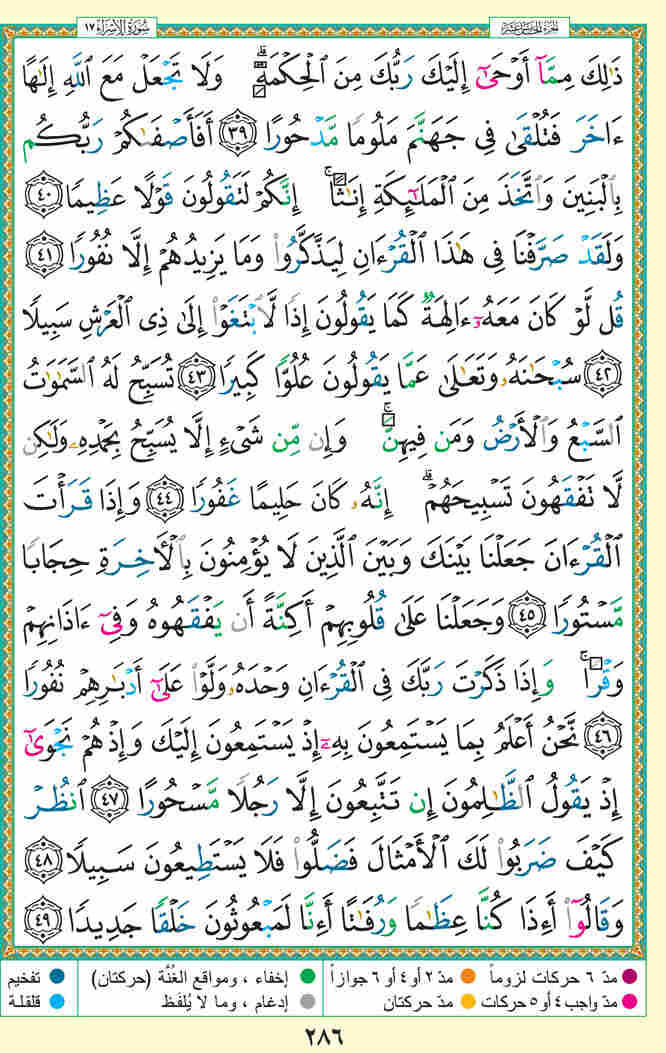 سُورَةُ الإِسْرَاء ١٧
الجزء الخامس عشر
ذَٰلِكَ مِمَّآ أَوْحَىٰٓ إِلَيْكَ رَبُّكَ مِنَ ٱلْحِكْمَةِۗ وَلَا تَجْعَلْ مَعَ ٱللَّهِ إِلَٰهًا
ءَاخَرَ فَتُلْقَىٰ فِى جَهَنَّمَ مَلُومًا مَّدْحُورًا ٣٩ أَفَأَصْفَىٰكُمْ رَبُّكُم
بِٱلْبَنِينَ وَٱتَّخَذَ مِنَ ٱلْمَلَٰٓئِكَةِ إِنَٰثًاۚ إِنَّكُمْ لَتَقُولُونَ قَوْلًا عَظِيمًا ٤٠
وَلَقَدْ صَرَّفْنَا فِى هَٰذَا ٱلْقُرْءَانِ لِيَذَّكَّرُوا۟ وَمَا يَزِيدُهُمْ إِلَّا نُفُورًا ٤١
قُل لَّوْ كَانَ مَعَهُۥٓ ءَالِهَةٌ كَمَا يَقُولُونَ إِذًا لَّٱبْتَغَوْا۟ إِلَىٰ ذِى ٱلْعَرْشِ سَبِيلًا
٤٢ سُبْحَٰنَهُۥ وَتَعَٰلَىٰ عَمَّا يَقُولُونَ عُلُوًّا كَبِيرًا ٤٣ تُسَبِّحُ لَهُ ٱلسَّمَٰوَٰتُ
ٱلسَّبْعُ وَٱلْأَرْضُ وَمَن فِيهِنَّۚ وَإِن مِّن شَىْءٍ إِلَّا يُسَبِّحُ بِحَمْدِهِۦ وَلَٰكِن
لَّا تَفْقَهُونَ تَسْبِيحَهُمْۗ إِنَّهُۥ كَانَ حَلِيمًا غَفُورًا ٤٤ وَإِذَا قَرَأْتَ
ٱلْقُرْءَانَ جَعَلْنَا بَيْنَكَ وَبَيْنَ ٱلَّذِينَ لَا يُؤْمِنُونَ بِٱلْءَاخِرَةِ حِجَابًا
مَّسْتُورًا ٤٥ وَجَعَلْنَا عَلَىٰ قُلُوبِهِمْ أَكِنَّةً أَن يَفْقَهُوهُ وَفِىٓ ءَاذَانِهِمْ
وَقْرًاۚ وَإِذَا ذَكَرْتَ رَبَّكَ فِى ٱلْقُرْءَانِ وَحْدَهُۥ وَلَّوْا۟ عَلَىٰٓ أَدْبَٰرِهِمْ نُفُورًا
٤٦ نَّحْنُ أَعْلَمُ بِمَا يَسْتَمِعُونَ بِهِۦٓ إِذْ يَسْتَمِعُونَ إِلَيْكَ وَإِذْ هُمْ نَجْوَىٰٓ
إِذْ يَقُولُ ٱلظَّٰلِمُونَ إِن تَتَّبِعُونَ إِلَّا رَجُلًا مَّسْحُورًا ٤٧ ٱنظُرْ
كَيْفَ ضَرَبُوا۟ لَكَ ٱلْأَمْثَالَ فَضَلُّوا۟ فَلَا يَسْتَطِيعُونَ سَبِيلًا ٤٨
وَقَالُوٓا۟ أَءِذَا كُنَّا عِظَٰمًا وَرُفَٰتًا أَءِنَّا لَمَبْعُوثُونَ خَلْقًا جَدِيدًا ٤٩
مدّ ٦ حركات لزوماً مدّ ٢ أو ٤ أو ٦ جوازاً إخفاء ، ومواقع الغُنَّة (حركتان) تفخيم
مدّ واجب ٤ أو ٥ حركات مدّ حركتان إدغام ، وما لا يُلفَظ قلقلة
٢٨٦